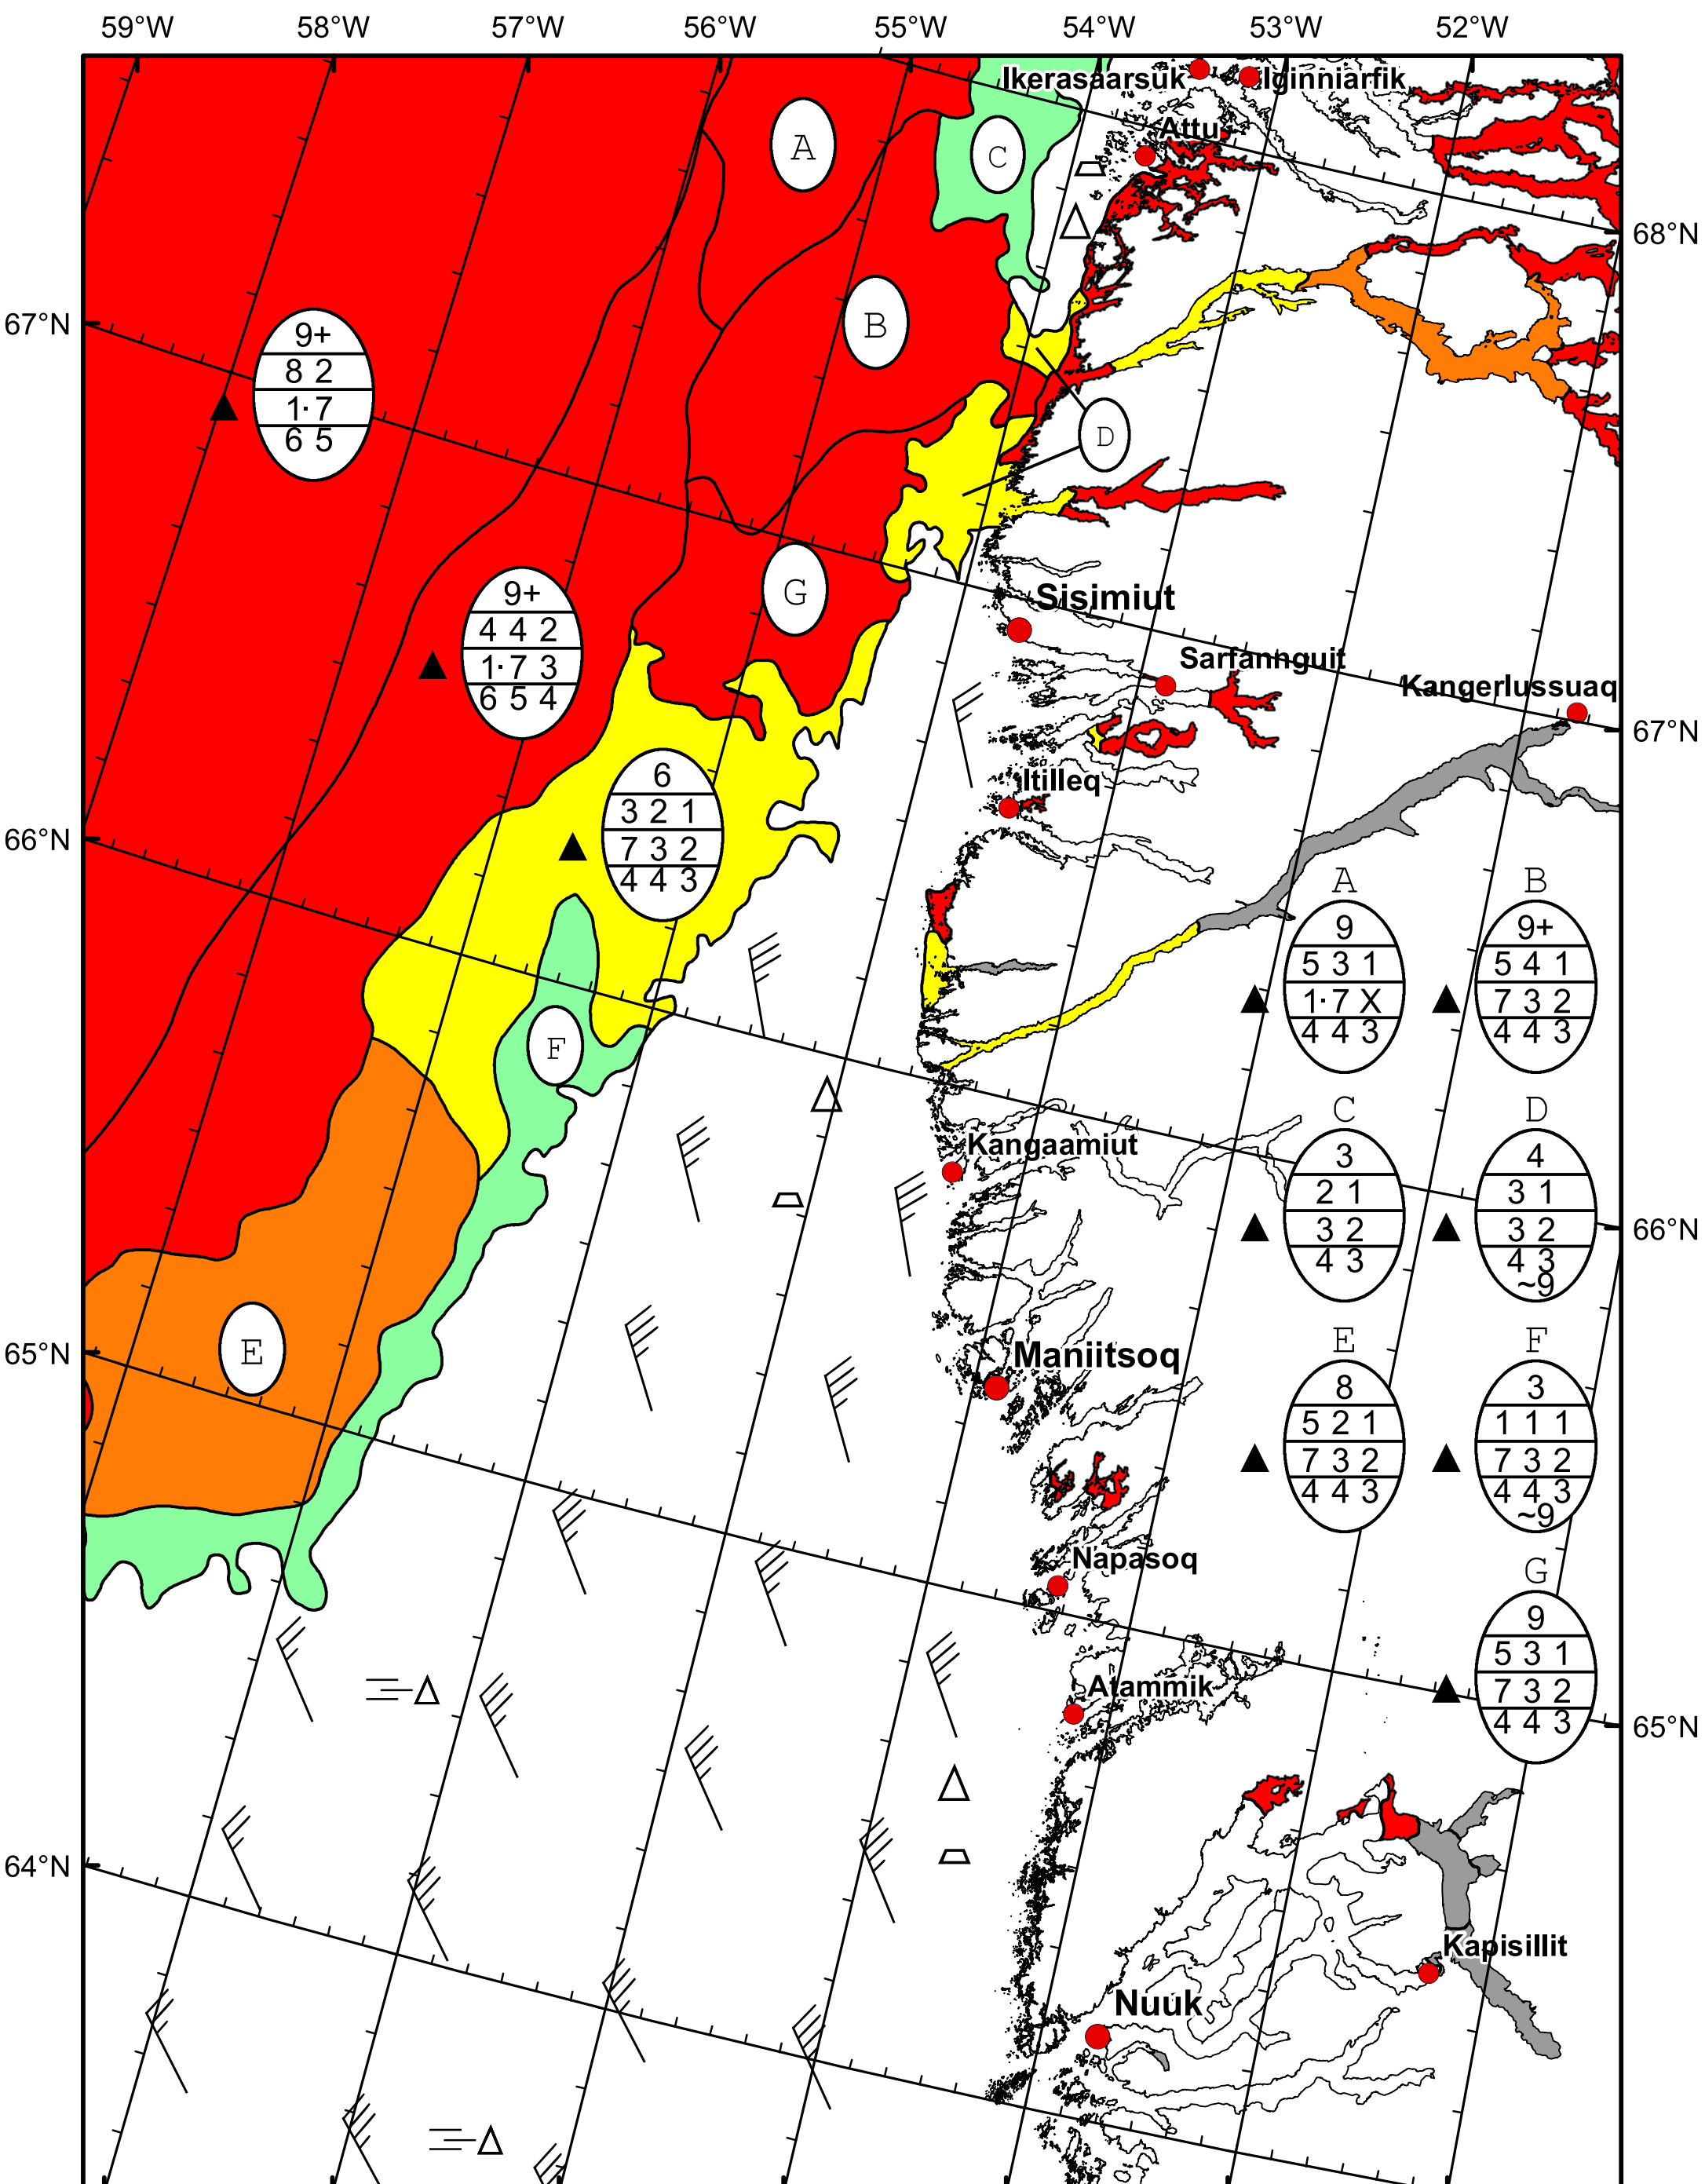 59°W 58°W 57°W 56°W 55°W 54°W 53°W 52°W
Ikerasaarsuk Iginniarfik
Attu
A
C
68°N
67°N
9+
8 2
1·7
6 5
B
D
9+
4 4 2
1·7 3
6 5 4
G
Sisimiut
Sarfannguit
Kangerlussuaq
67°N
6
3 2 1
7 3 2
4 4 3
Itilleq
66°N
A
9
5 3 1
1·7 X
4 4 3
B
9+
5 4 1
7 3 2
4 4 3
F
Kangaamiut
C
3
2 1
3 2
4 3
D
4
3 1
3 2
4 3
~9
66°N
65°N
E
Maniitsoq
E
8
5 2 1
7 3 2
4 4 3
F
3
1 1 1
7 3 2
4 4 3
~9
Napasoq
G
9
5 3 1
7 3 2
4 4 3
Atammik
65°N
64°N
Kapisillit
Nuuk